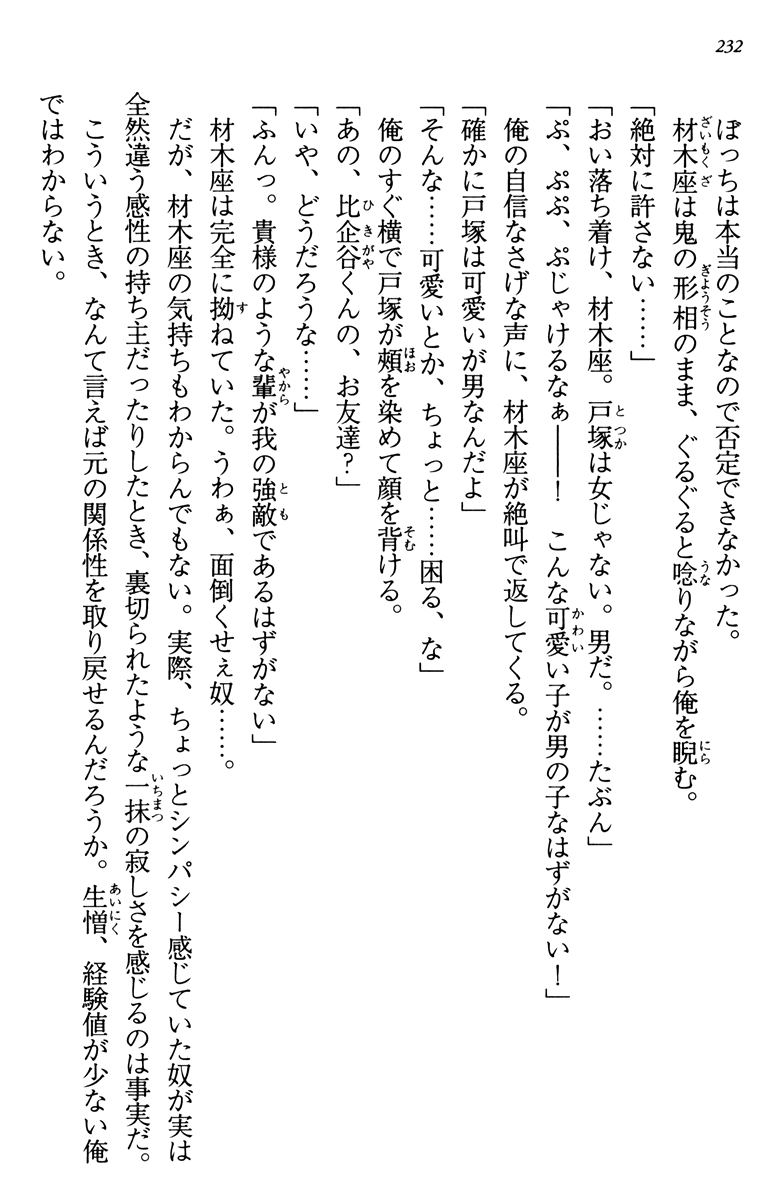 232
ぼっちは本当のことなので否定できなかった。
材木座は鬼の形相のまま、ぐるぐると唸りながら俺を睨む。
「絶対に許さない……」
「おい落ち着け、材木座。戸塚は女じゃない。男だ。……たぶん」
「ぷ、ぷぷ、ぷじゃけるなぁ――！　こんな可愛い子が男の子なはずがない！」
俺の自信なさげな声に、材木座が絶叫で返してくる。
「確かに戸塚は可愛いが男なんだよ」
「そんな……可愛いとか、ちょっと……困る、な」
俺のすぐ横で戸塚が頰を染めて顔を背ける。
「あの、比企谷くんの、お友達？」
「いや、どうだろうな……」
「ふんっ。貴様のような輩が我の強敵であるはずがない」
材木座は完全に拗ねていた。うわぁ、面倒くせぇ奴……。
だが、材木座の気持ちもわからんでもない。実際、ちょっとシンパシー感じていた奴が実は
全然違う感性の持ち主だったりしたとき、裏切られたような一抹の寂しさを感じるのは事実だ。
こういうとき、なんて言えば元の関係性を取り戻せるんだろうか。生憎、経験値が少ない俺
ではわからない。